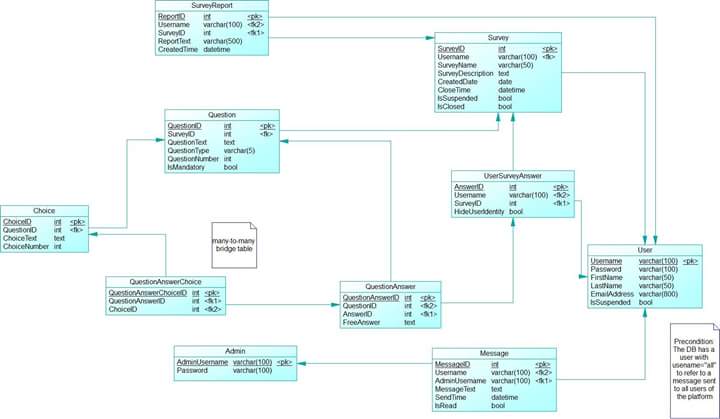 SurveyReport
ReportID int <pk>
Username varchar(100) <fk2>
SurveyID int <fk1>
ReportText varchar(500)
CreatedTime datetime
Survey
SurveyID int <pk>
Username varchar(100) <fk>
SurveyName varchar(50)
SurveyDescription text
CreatedDate date
CloseTime datetime
IsSuspended bool
IsClosed bool
Question
QuestionID int <pk>
SurveyID int <fk>
QuestionText text
QuestionType varchar(5)
QuestionNumber int
IsMandatory bool
UserSurveyAnswer
AnswerID int <pk>
Username varchar(100) <fk2>
SurveyID int <fk1>
HideUserIdentity bool
Choice
ChoiceID int <pk>
QuestionID int <fk>
ChoiceText text
ChoiceNumber int
many-to-many
bridge table
User
Username varchar(100) <pk>
Password varchar(100)
FirstName varchar(50)
LastName varchar(50)
EmailAddress varchar(800)
IsSuspended bool
QuestionAnswerChoice
QuestionAnswerChoiceID int <pk>
QuestionAnswerID int <fk1>
ChoiceID int <fk2>
QuestionAnswer
QuestionAnswerID int <pk>
QuestionID int <fk2>
AnswerID int <fk1>
FreeAnswer text
Admin
AdminUsername varchar(100) <pk>
Password varchar(100)
Message
MessageID int <pk>
Username varchar(100) <fk2>
AdminUsername varchar(100) <fk1>
MessageText text
SendTime datetime
IsRead bool
Precondition
The DB has a
user with
usename="all"
to refer to a
message sent
to all users of
the platform